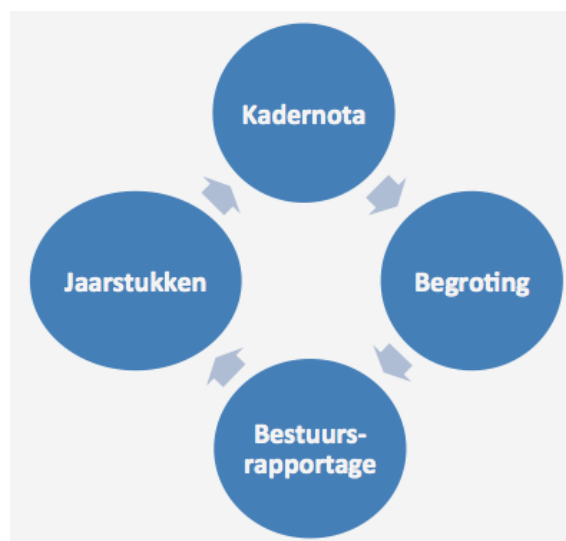 Kadernota
Jaarstukken
Begroting
Bestuurs-
rapportage